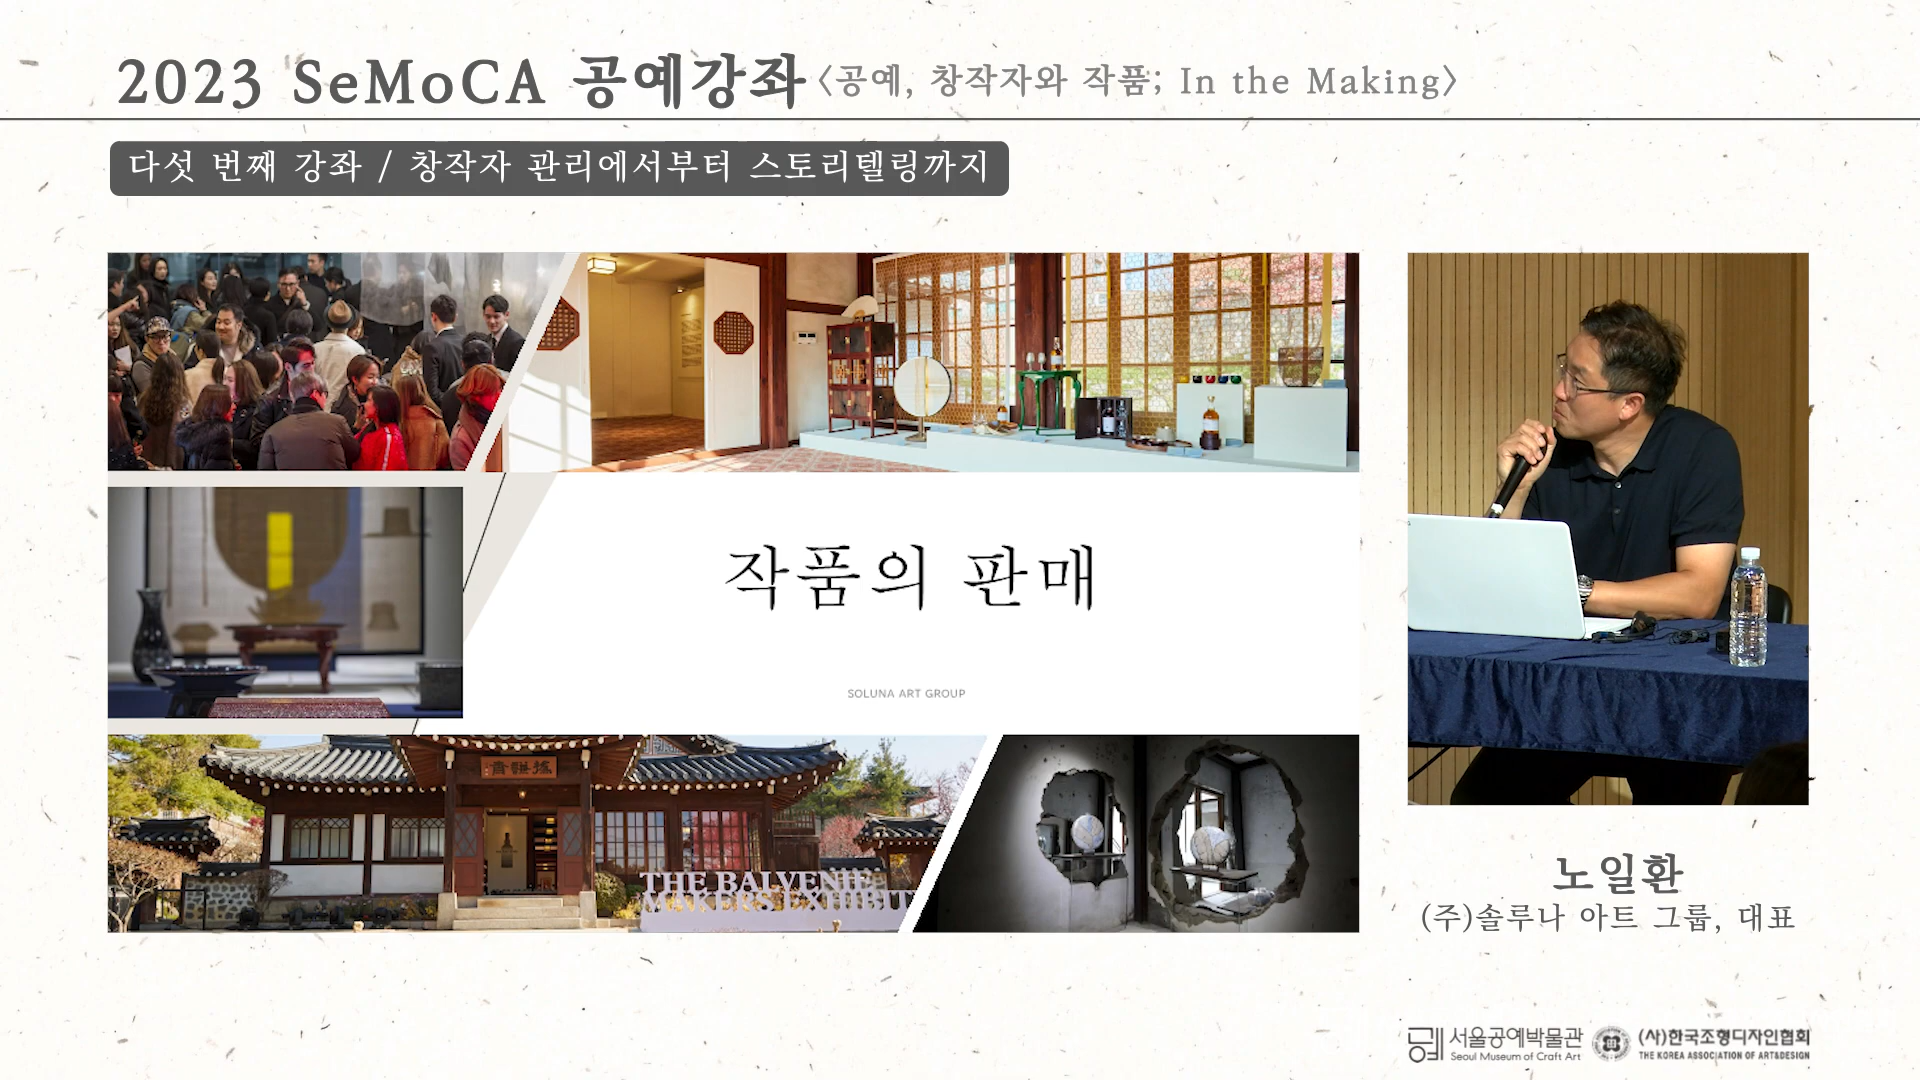 2023 SeMoCA 공예강좌 〈공예, 창작자와 작품; In the Making〉
다섯 번째 강좌 / 창작자 관리에서부터 스토리텔링까지
작품의 판매
SOLUNA ART GROUP
THE BALVENIE
MAKERS EXHIBIT
노일환
(주)솔루나 아트 그룹, 대표
서울공예박물관
Seoul Museum of Craft Art
(사)한국조형디자인협회
THE KOREA ASSOCIATION OF ART&DESIGN